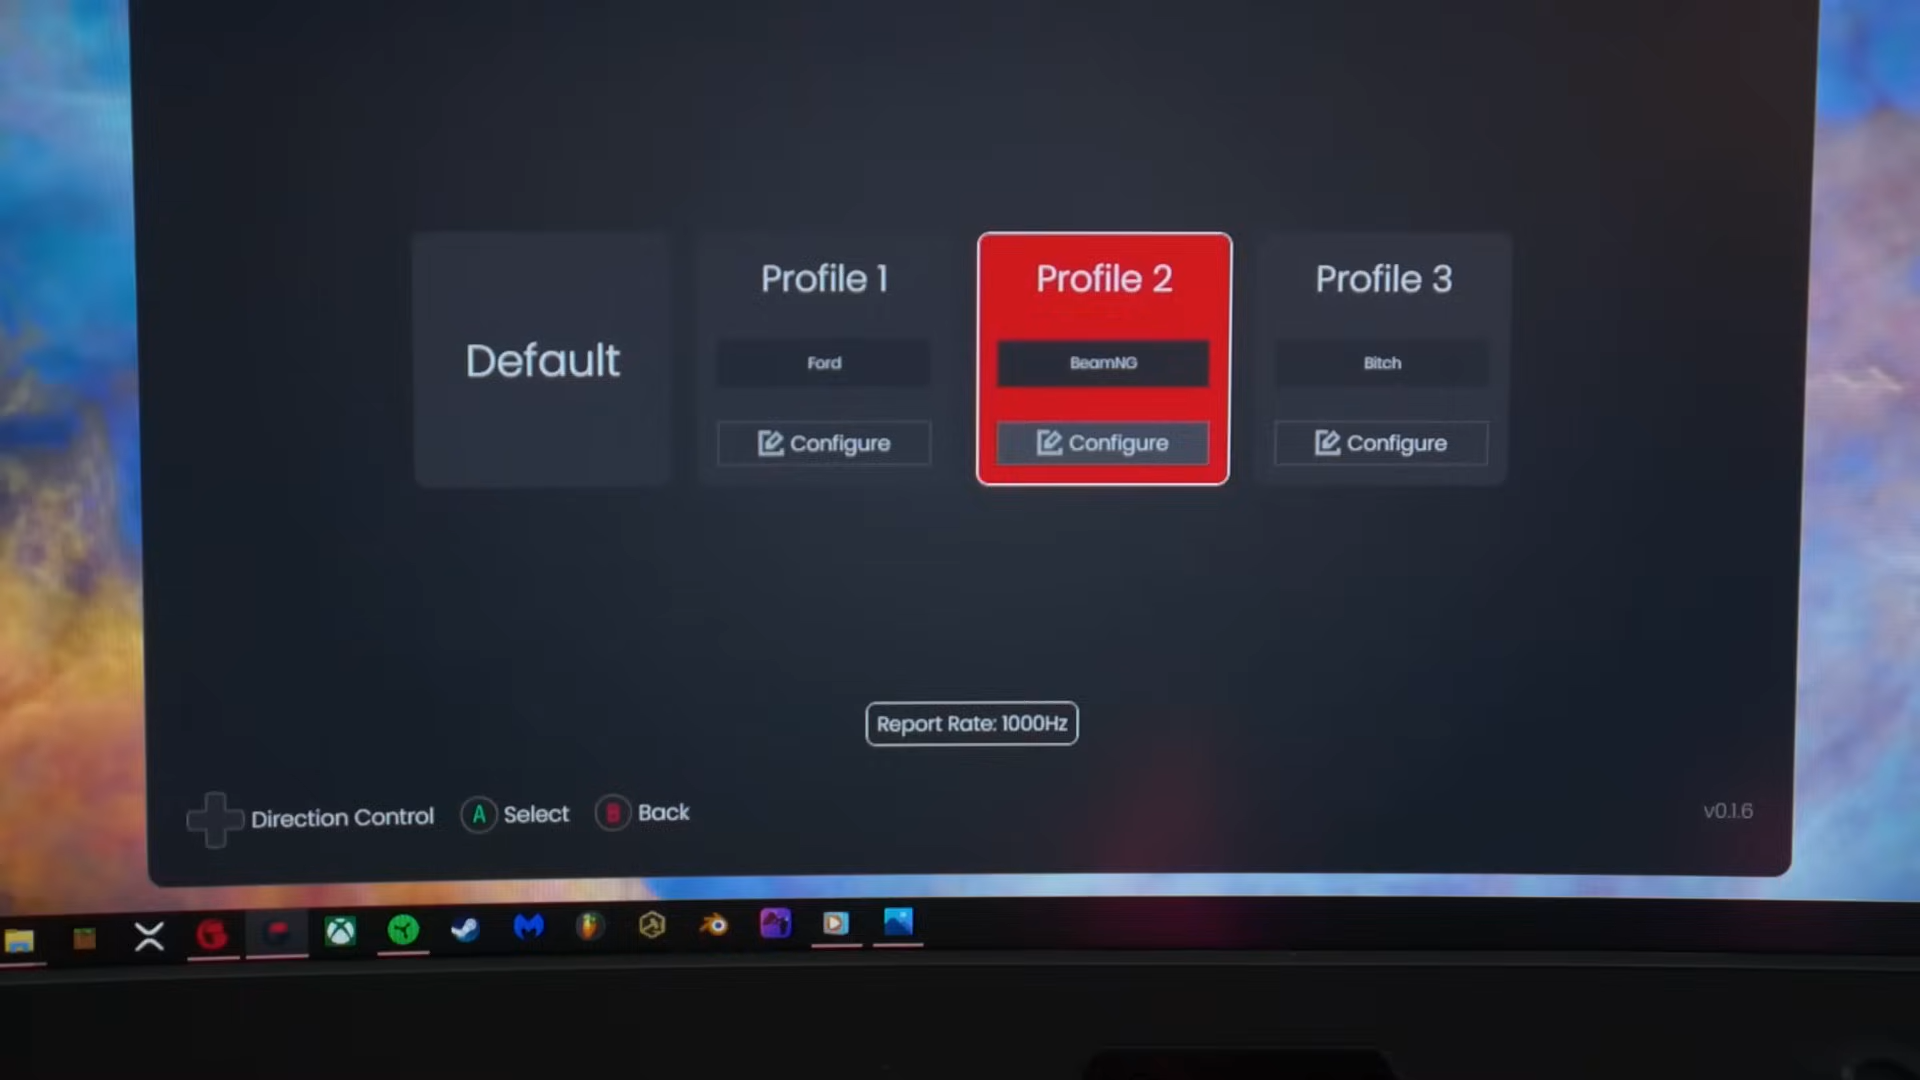 Default
Profile 1
Ford
Configure
Profile 2
BeamNG
Configure
Profile 3
Bitch
Configure
Report Rate: 1000Hz
Direction Control
A Select
B Back
v0.1.6